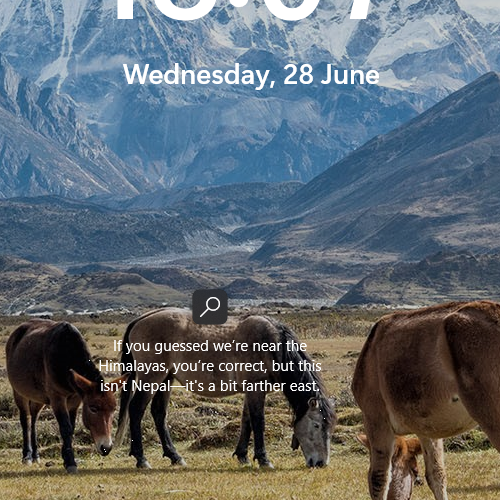 Wednesday, 28 June
If you guessed we're near the
Himalayas, you're correct, but this
isn't Nepal—it's a bit farther east.